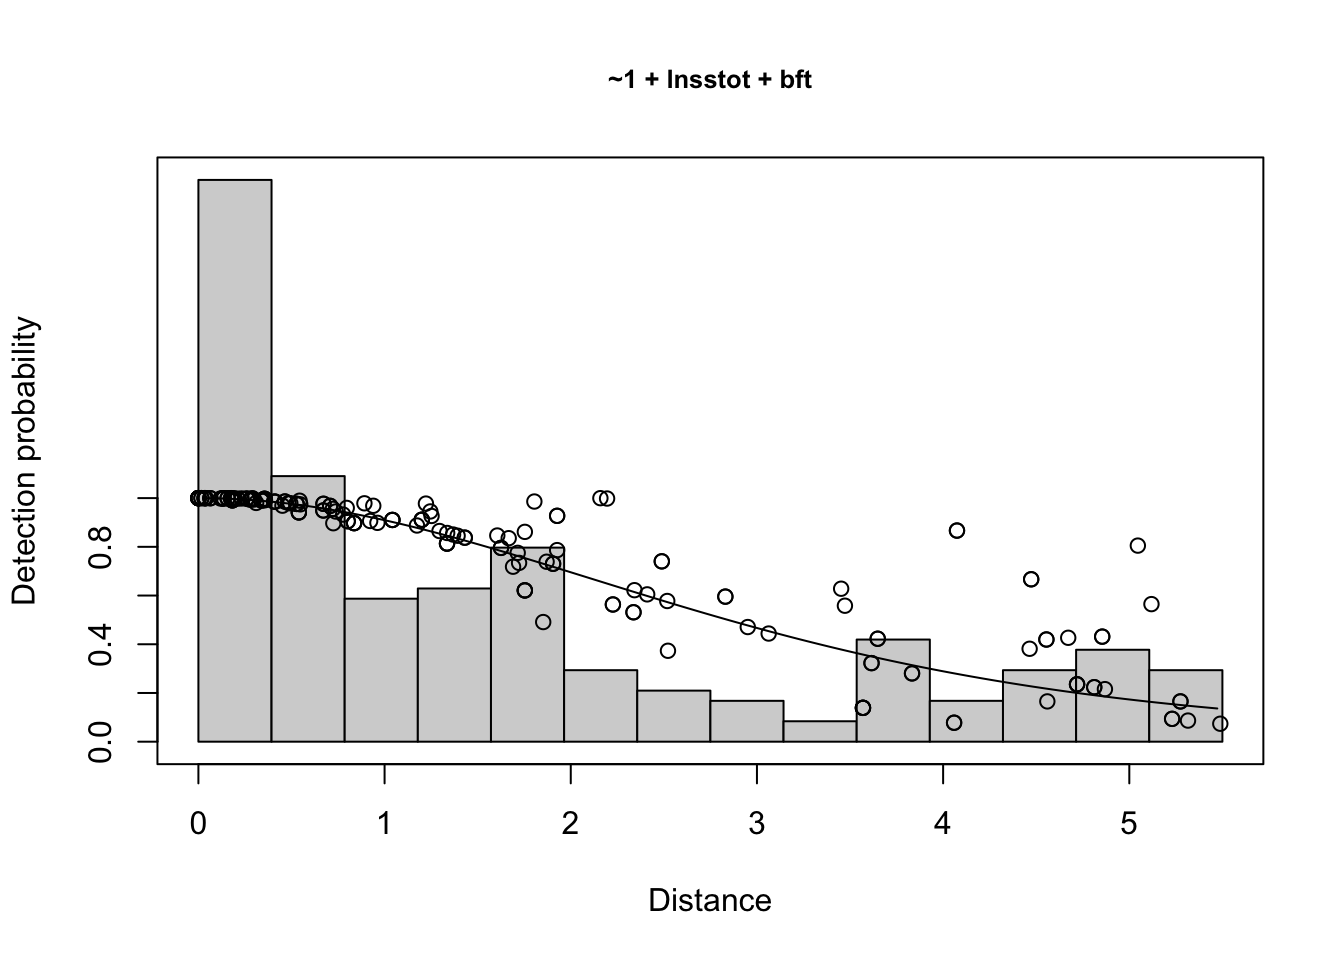 ~1 + lnsstot + bft
Detection probability
0.8
0.4
0.0
0 1 2 3 4 5
Distance